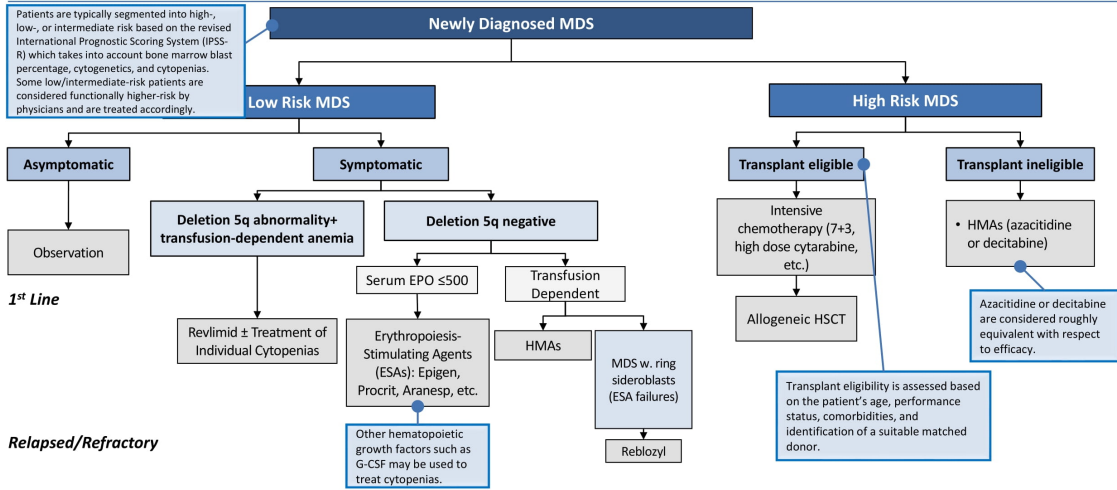 Patients are typically segmented into high-,
low-, or intermediate risk based on the revised
International Prognostic Scoring System (IPSS-
R) which takes into account bone marrow blast
percentage, cytogenetics, and cytopenias.
Some low/intermediate-risk patients are
considered functionally higher-risk by
physicians and are treated accordingly.
Newly Diagnosed MDS
Low Risk MDS
High Risk MDS
Asymptomatic
Symptomatic
Transplant eligible
Transplant ineligible
Deletion 5q abnormality+
transfusion-dependent anemia
Deletion 5q negative
Intensive
chemotherapy (7+3,
high dose cytarabine,
etc.)
• HMAs (azacitidine
or decitabine)
Observation
Serum EPO ≤500
Transfusion
Dependent
1st Line
Azacitidine or decitabine
are considered roughly
equivalent with respect
to efficacy.
Allogeneic HSCT
Revlimid ± Treatment of
Individual Cytopenias
Erythropoiesis-
Stimulating Agents
(ESAs): Epigen,
Procrit, Aranesp, etc.
HMAs
MDS w. ring
sideroblasts
(ESA failures)
Transplant eligibility is assessed based
on the patient's age, performance
status, comorbidities, and
identification of a suitable matched
donor.
Relapsed/Refractory
Other hematopoietic
growth factors such as
G-CSF may be used to
treat cytopenias.
Reblozyl